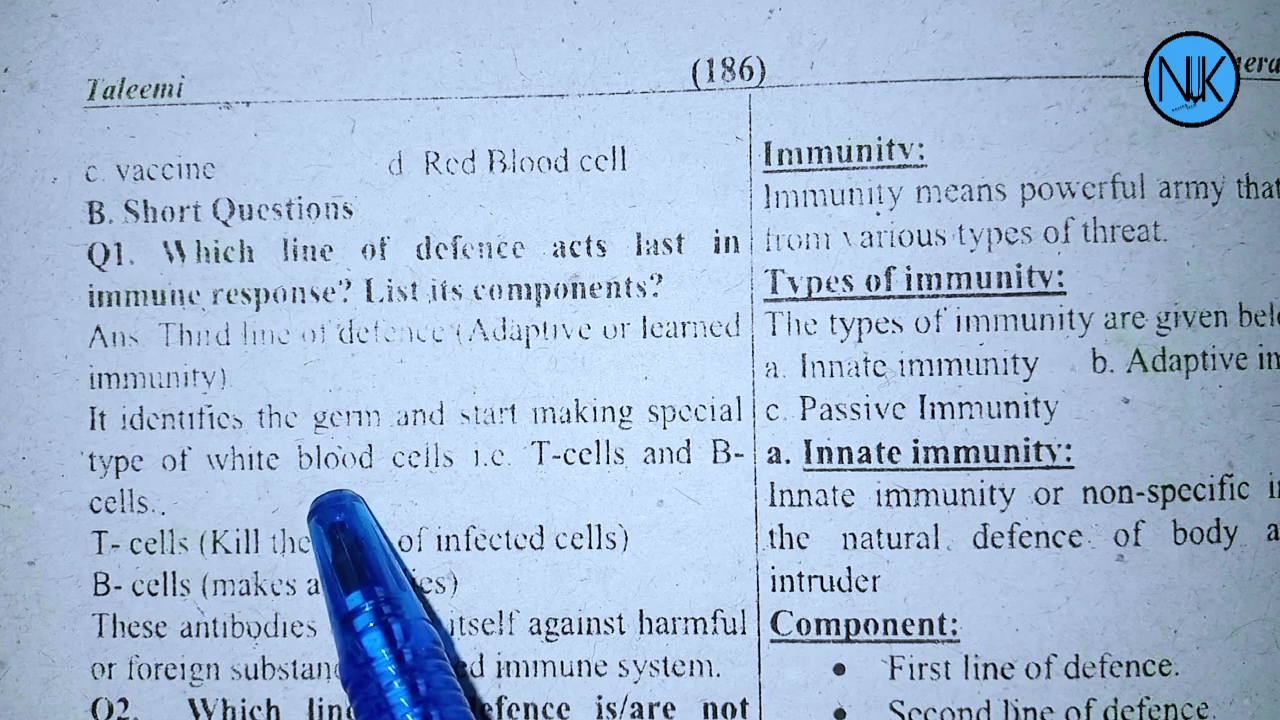 Taleemi
(186)
NUK
c. vaccine d Red Blood cell
B. Short Questions
Q1. Which line of defence acts last in
immune response? List its components?
Ans. Third line of defence (Adaptive or learned
immunity)
It identifies the germ and start making special
type of white blood cells i.e. T-cells and B-
cells..
T- cells (Kill the of infected cells)
B- cells (makes
These antibodies itself against harmful
or foreign immune system.
Q2. Which is/are not
Immunity:
Immunity means powerful army that
from various types of threat.
Types of immunity:
The types of immunity are given
a. Innate immunity b. Adaptive
c. Passive Immunity
a. Innate immunity:
Innate immunity or non-specific
the natural defence of body
intruder
Component:
• First line of defence.
• Second line of defence